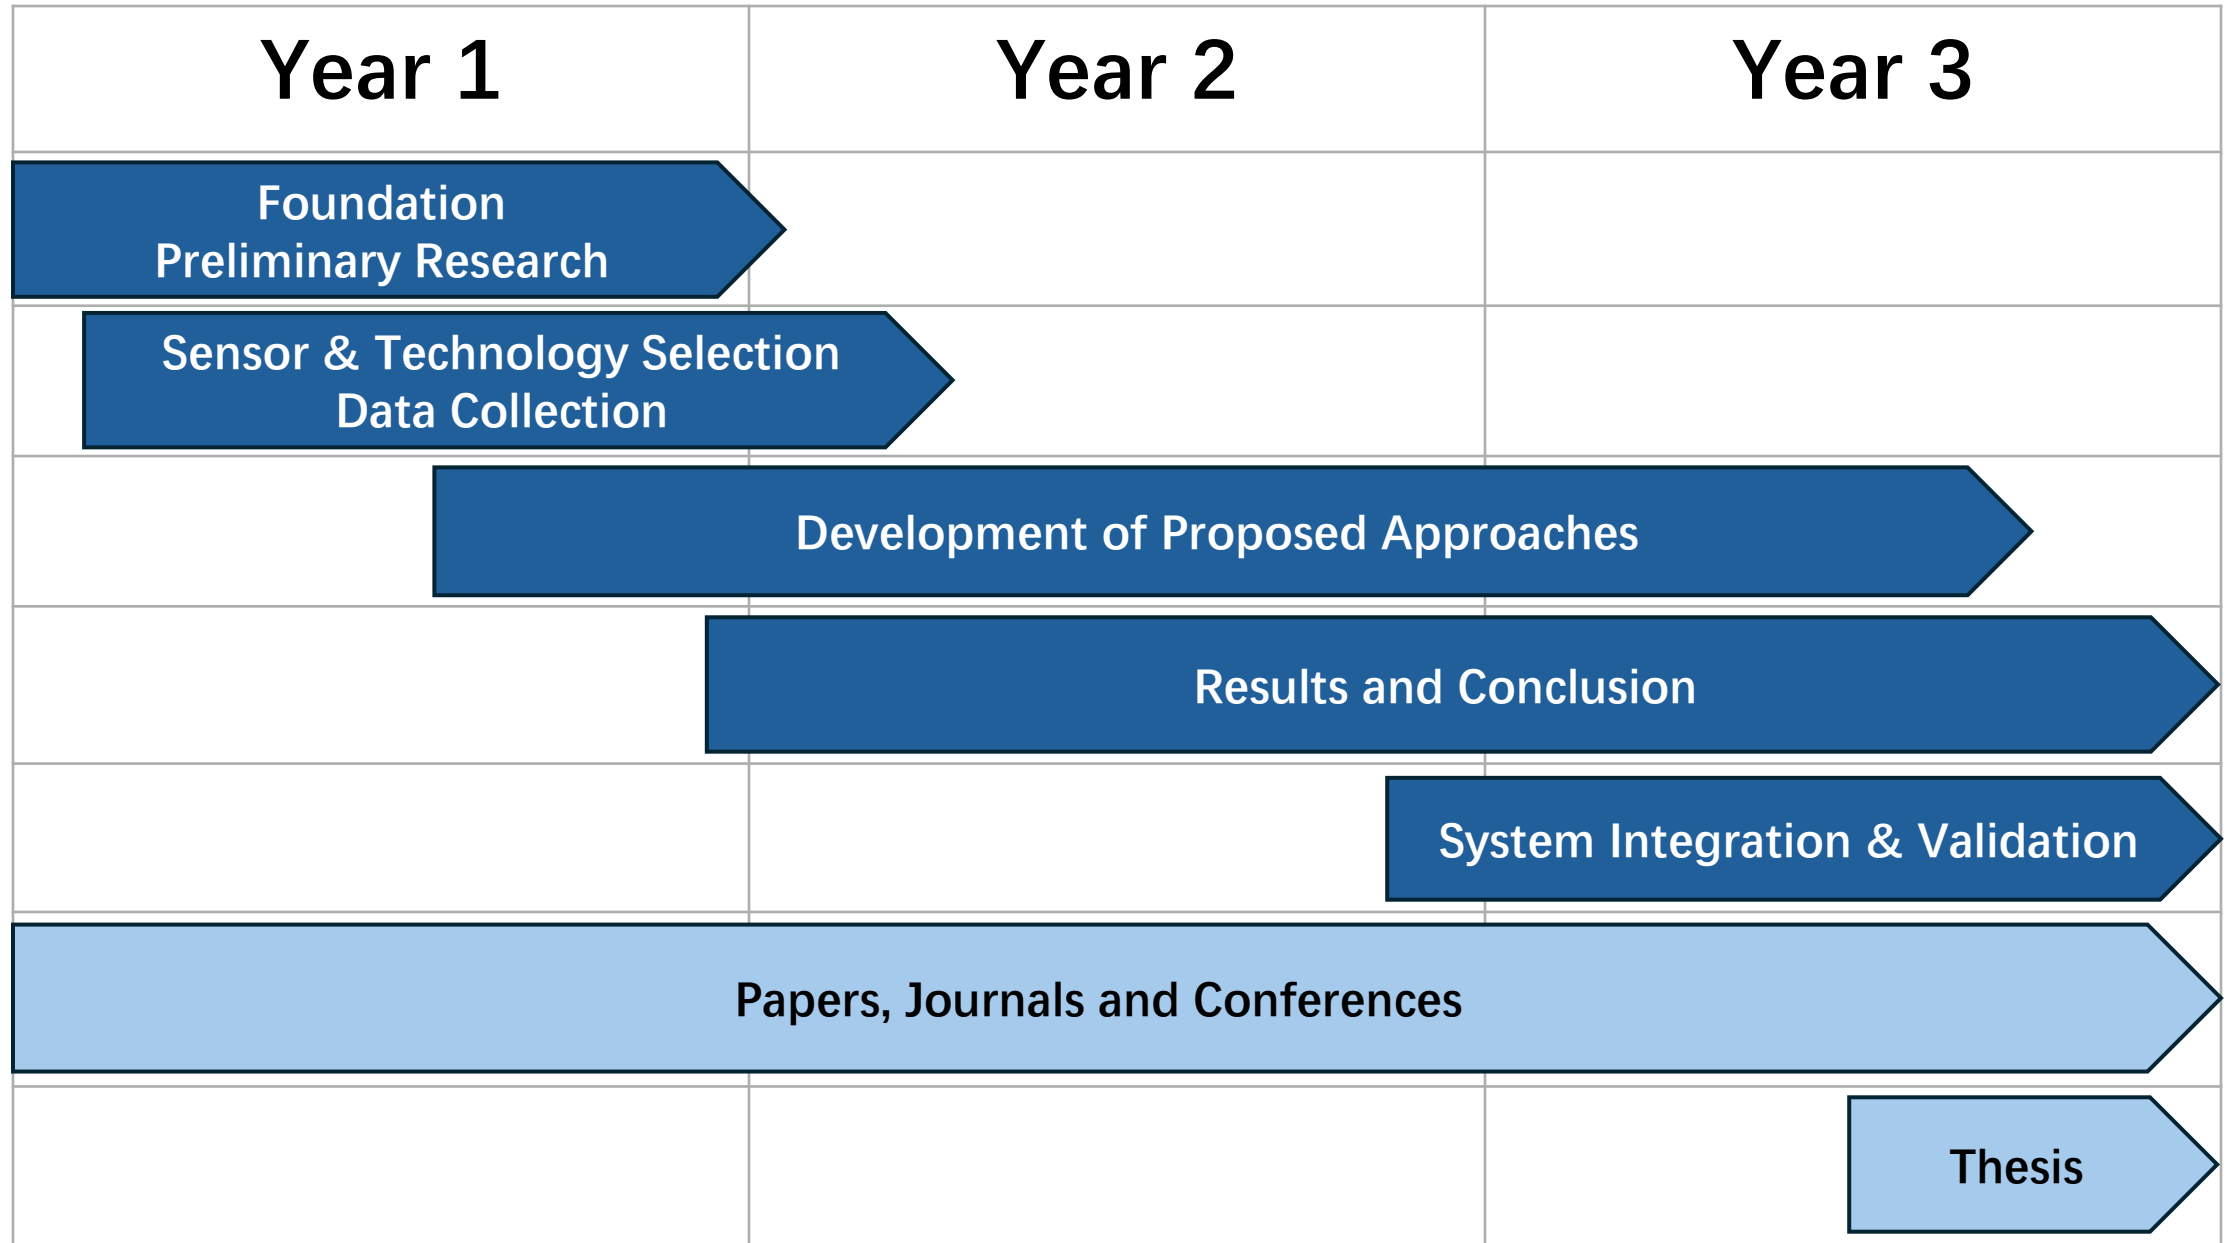 Year 1
Year 2
Year 3
Foundation
Preliminary Research
Sensor & Technology Selection
Data Collection
Development of Proposed Approaches
Results and Conclusion
System Integration & Validation
Papers, Journals and Conferences
Thesis